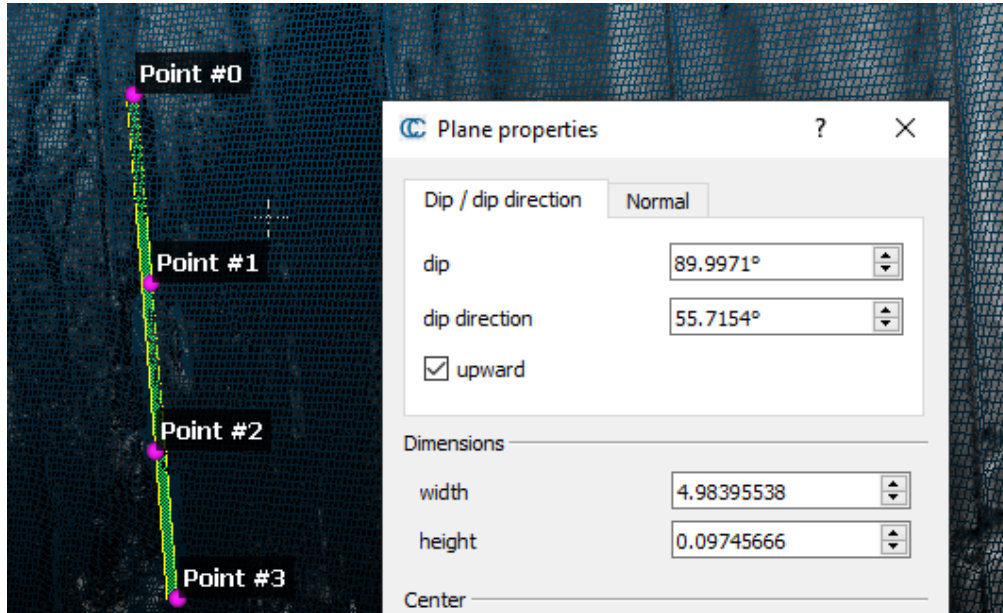 Point #0
Point #1
Point #2
Point #3
Plane properties ? ×
Dip / dip direction Normal
dip 89.9971°
dip direction 55.7154°
upward
Dimensions
width 4.98395538
height 0.09745666
Center